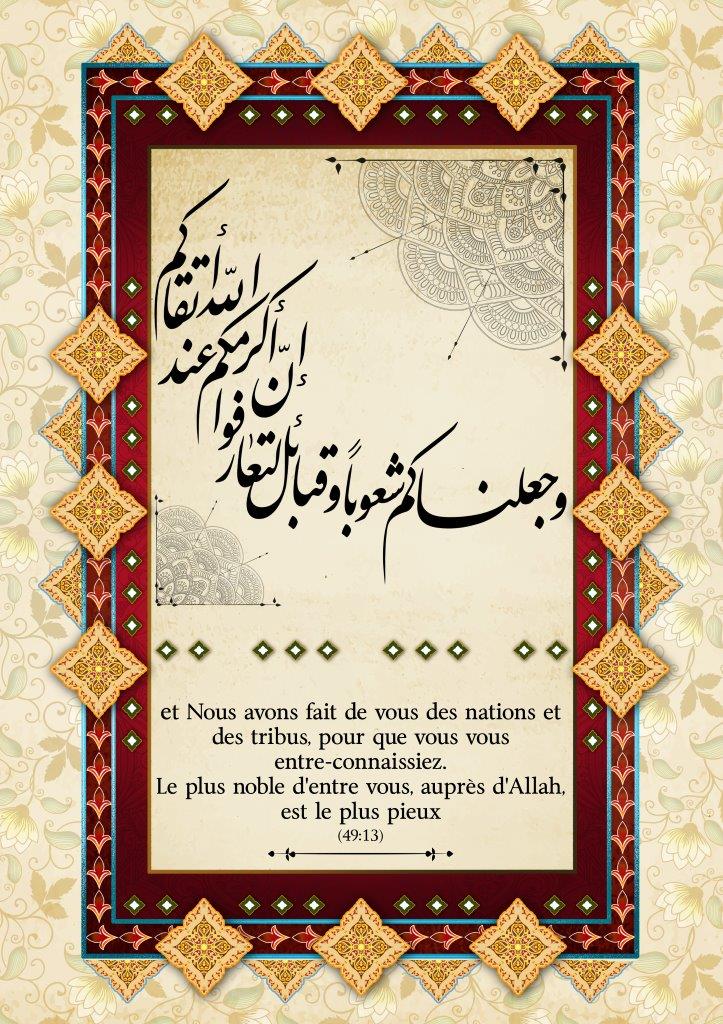 وجعلناكم شعوباً وقبائل لتعارفوا
إنّ أكرمكم عند
اللّه أتقاكم
et Nous avons fait de vous des nations et
des tribus, pour que vous vous
entre-connaissiez.
Le plus noble d'entre vous, auprès d'Allah,
est le plus pieux
(49:13)